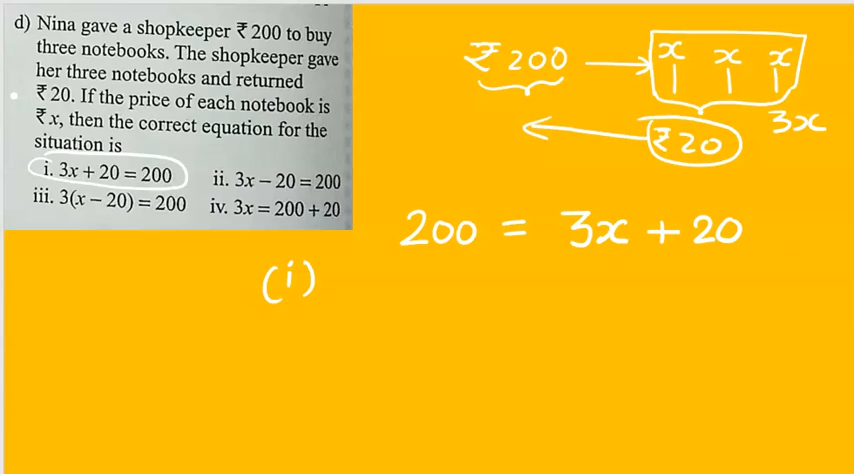 d) Nina gave a shopkeeper ₹ 200 to buy
three notebooks. The shopkeeper gave
her three notebooks and returned
₹ 20. If the price of each notebook is
₹ x, then the correct equation for the
situation is
i. 3x + 20 = 200 ii. 3x – 20 = 200
iii. 3(x – 20) = 200 iv. 3x = 200 + 20
₹ 200 x x x
3x
₹ 20
200 = 3x + 20
(i)